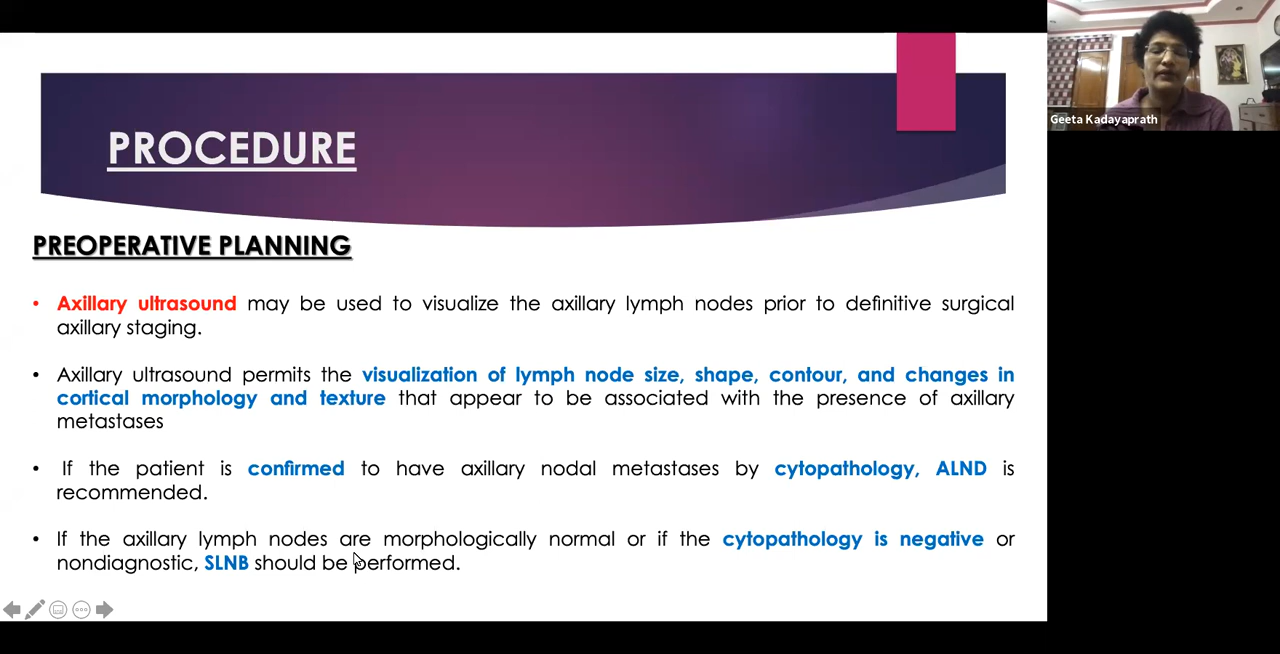 PROCEDURE
Geeta Kadayaprath
PREOPERATIVE PLANNING
• Axillary ultrasound may be used to visualize the axillary lymph nodes prior to definitive surgical
axillary staging.
• Axillary ultrasound permits the visualization of lymph node size, shape, contour, and changes in
cortical morphology and texture that appear to be associated with the presence of axillary
metastases
• If the patient is confirmed to have axillary nodal metastases by cytopathology, ALND is
recommended.
• If the axillary lymph nodes are morphologically normal or if the cytopathology is negative or
nondiagnostic, SLNB should be performed.